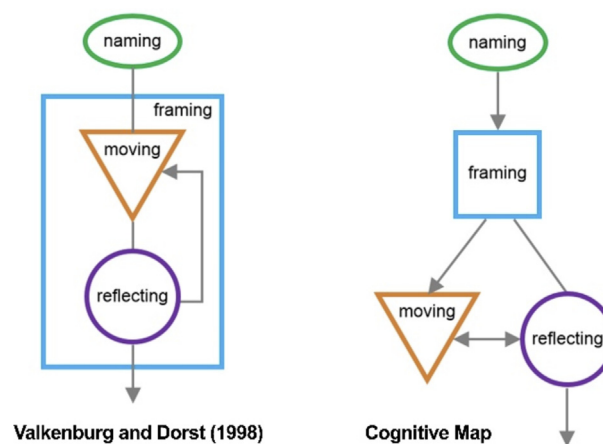 naming
framing
moving
reflecting
Valkenburg and Dorst (1998)
naming
framing
moving
reflecting
Cognitive Map